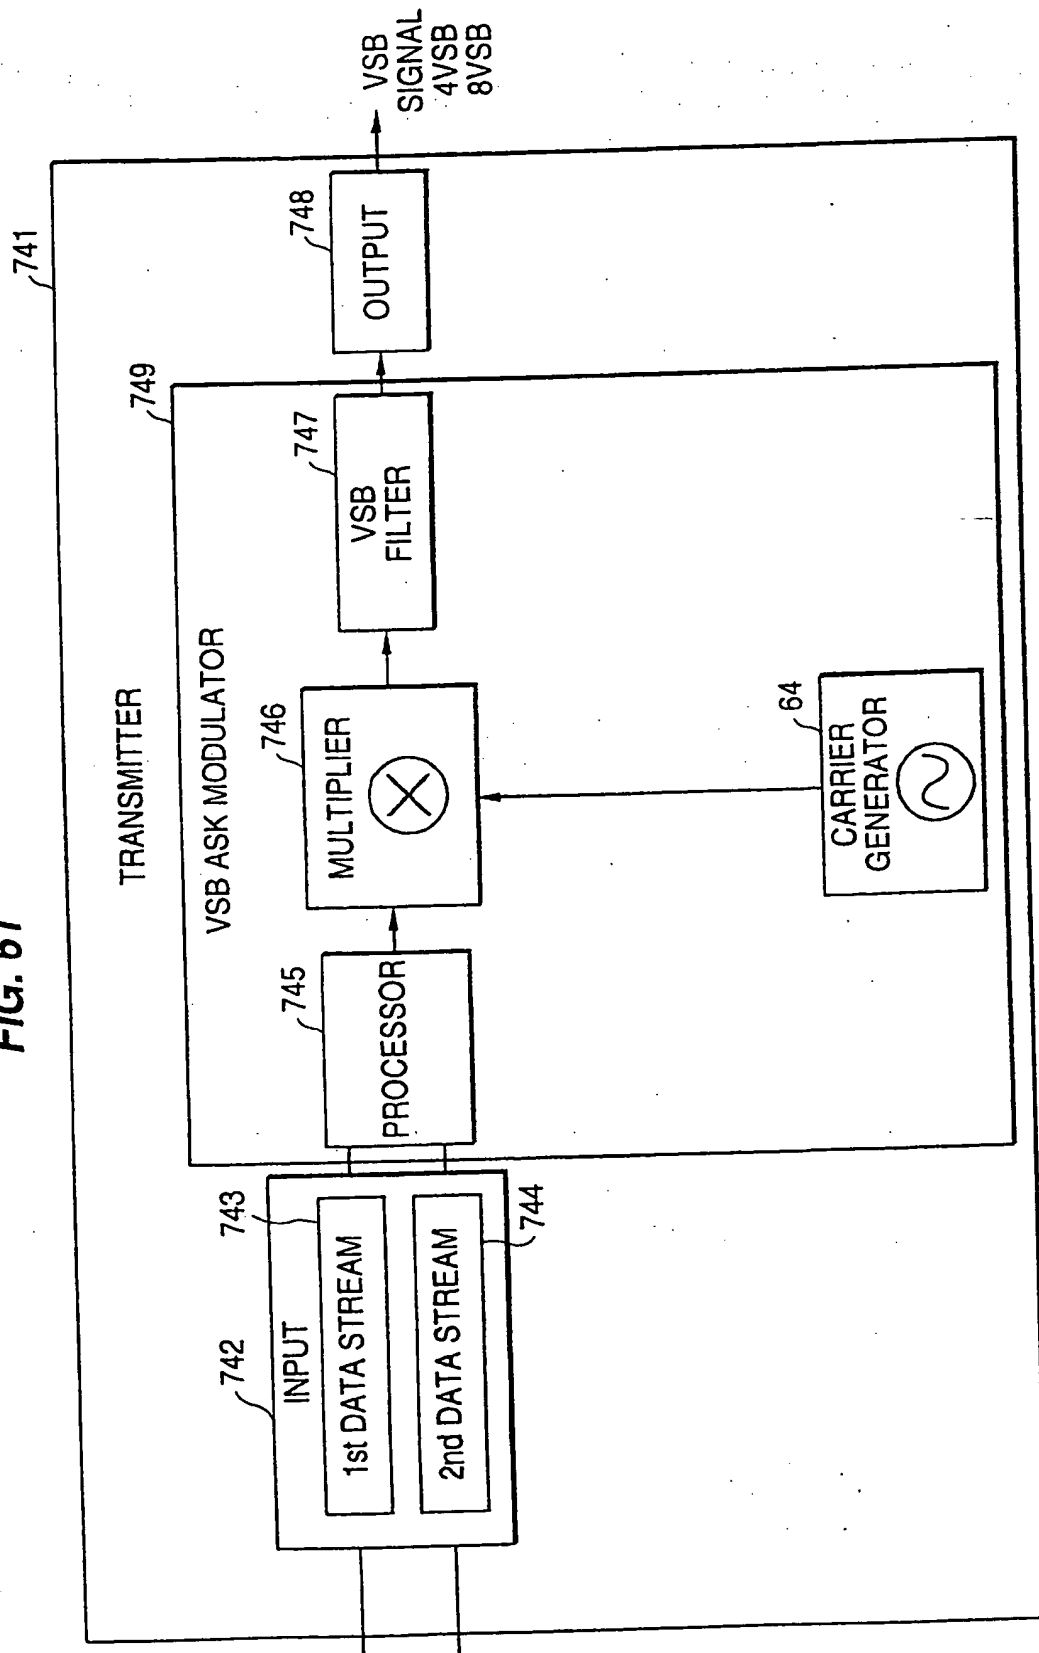 FIG. 61
TRANSMITTER
741
VSB ASK MODULATOR
749
742
INPUT
743
1st DATA STREAM
2nd DATA STREAM
744
745
PROCESSOR
746
MULTIPLIER
747
VSB
FILTER
748
OUTPUT
VSB
SIGNAL
4VSB
8VSB
64
CARRIER
GENERATOR